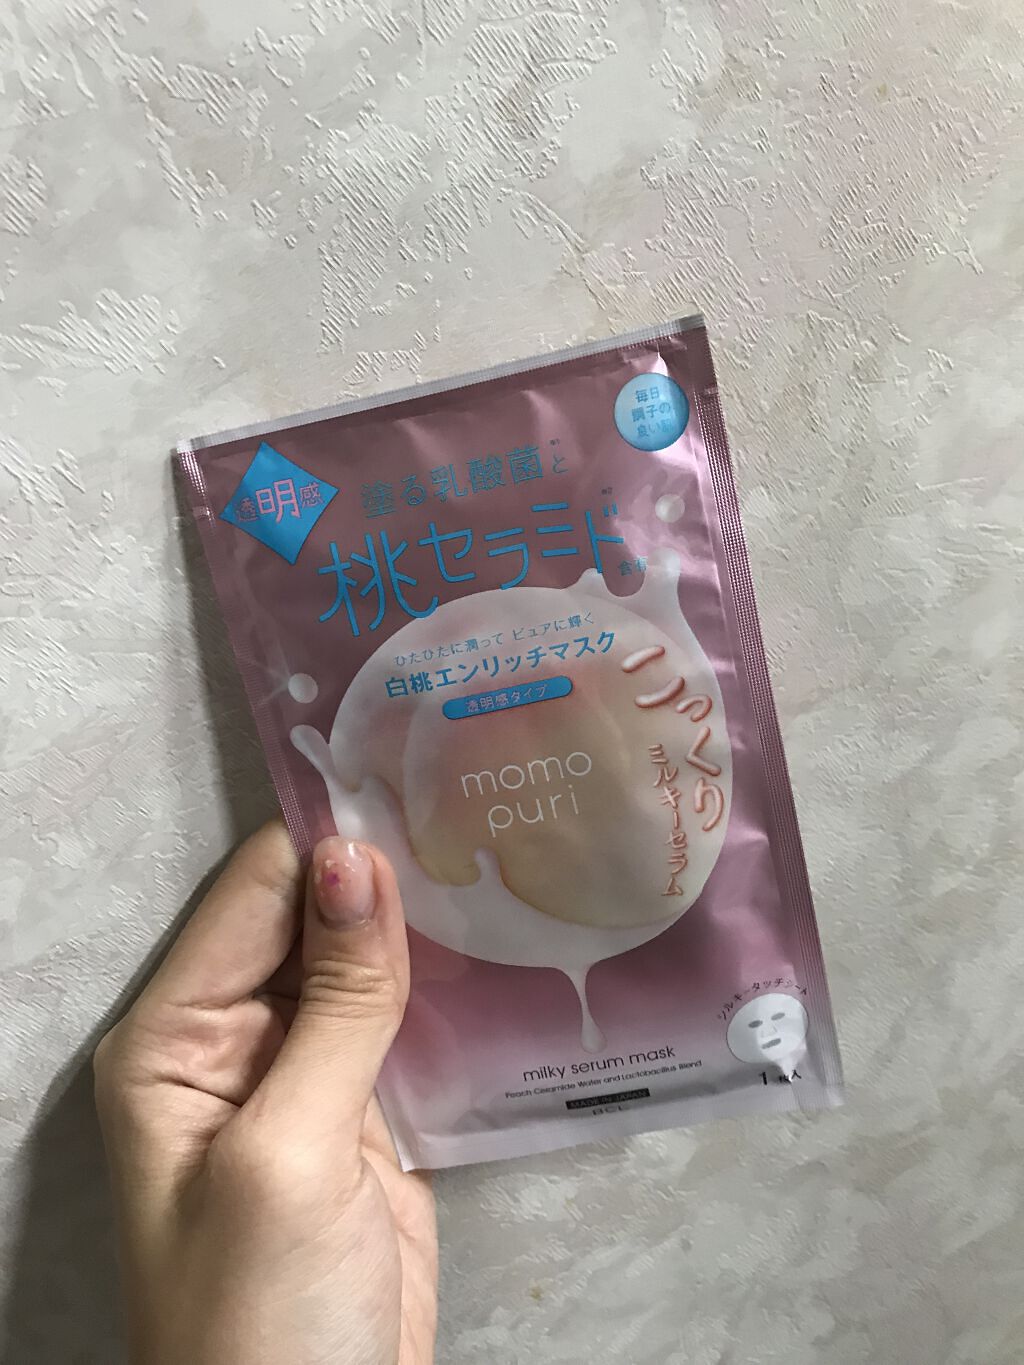 毎日
調子の
良い肌
透明感
塗る乳酸菌※1と
桃セラミド※2含有
ひたひたに潤って ピュアに輝く
白桃エンリッチマスク
透明感タイプ
こっくり
ミルキーセラム
momo
puri
シルキータッチシート
milky serum mask
Peach Ceramide Water and Lactobacillus Blend
1枚入
MADE IN JAPAN
BCL